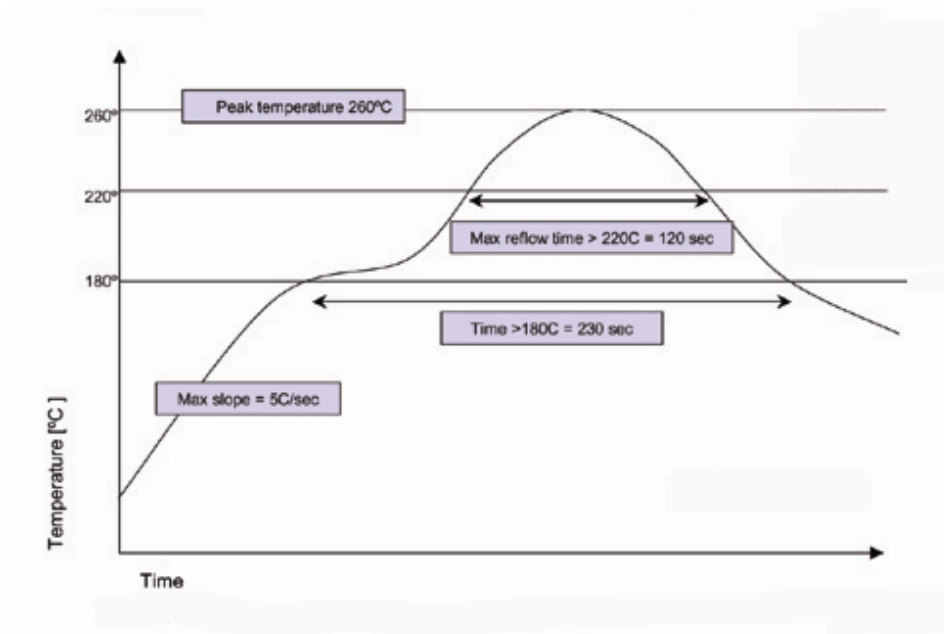 Peak temperature 260ºC
260º
220º
Max reflow time > 220C = 120 sec
180º
Time >180C = 230 sec
Max slope = 5C/sec
Temperature [ºC ]
Time